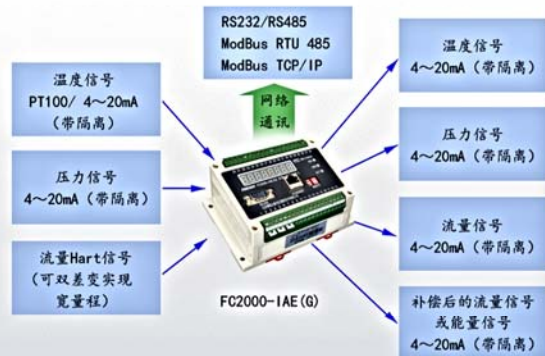 RS232/RS485
ModBus RTU 485
ModBus TCP/IP
网络
通讯
温度信号
PT100/ 4～20mA
(带隔离)
压力信号
4～20mA (带隔离)
流量Hart信号
(可双差变实现
宽量程)
FC2000-IAE(G)
温度信号
4～20mA (带隔离)
压力信号
4～20mA (带隔离)
流量信号
4～20mA (带隔离)
补偿后的流量信号
或能量信号
4～20mA (带隔离)